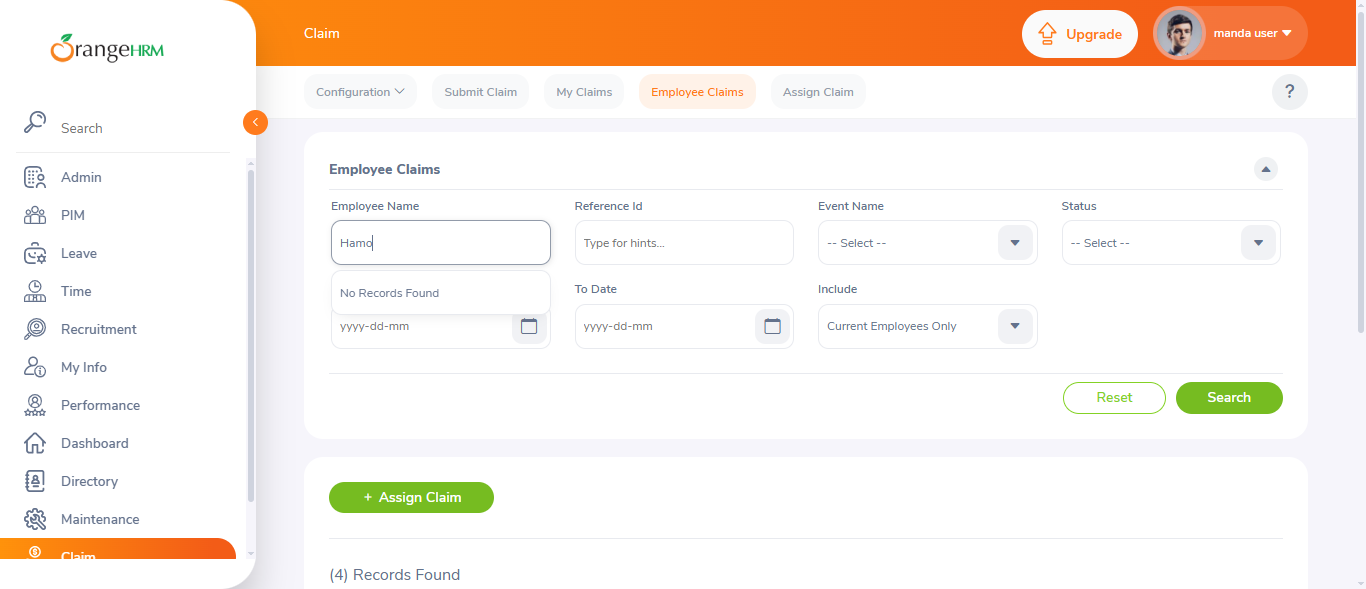 OrangeHRM
Claim
Upgrade
manda user
Search
Configuration
Submit Claim
My Claims
Employee Claims
Assign Claim
?
Admin
PIM
Leave
Time
Recruitment
My Info
Performance
Dashboard
Directory
Maintenance
Claim
Employee Claims
Employee Name
Reference Id
Event Name
Status
Hamo
Type for hints...
-- Select --
-- Select --
No Records Found
To Date
Include
yyyy-dd-mm
yyyy-dd-mm
Current Employees Only
Reset
Search
+ Assign Claim
(4) Records Found